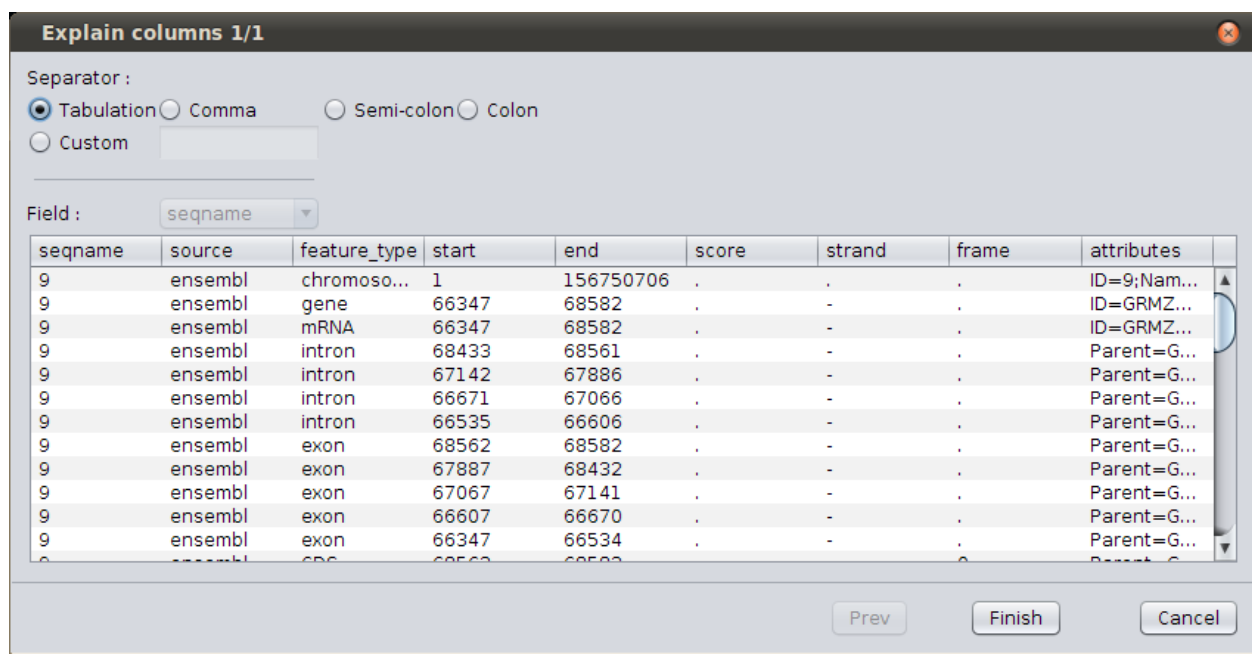 Explain columns 1/1
Separator :
Tabulation Comma Semi-colon Colon
Custom
Field : seqname
seqname source feature_type start end score strand frame attributes
9 ensembl chromoso... 1 156750706 . . . ID=9;Nam...
9 ensembl gene 66347 68582 . - . ID=GRMZ...
9 ensembl mRNA 66347 68582 . - . ID=GRMZ...
9 ensembl intron 68433 68561 . - . Parent=G...
9 ensembl intron 67142 67886 . - . Parent=G...
9 ensembl intron 66671 67066 . - . Parent=G...
9 ensembl intron 66535 66606 . - . Parent=G...
9 ensembl exon 68562 68582 . - . Parent=G...
9 ensembl exon 67887 68432 . - . Parent=G...
9 ensembl exon 67067 67141 . - . Parent=G...
9 ensembl exon 66607 66670 . - . Parent=G...
9 ensembl exon 66347 66534 . - . Parent=G...
Prev Finish Cancel